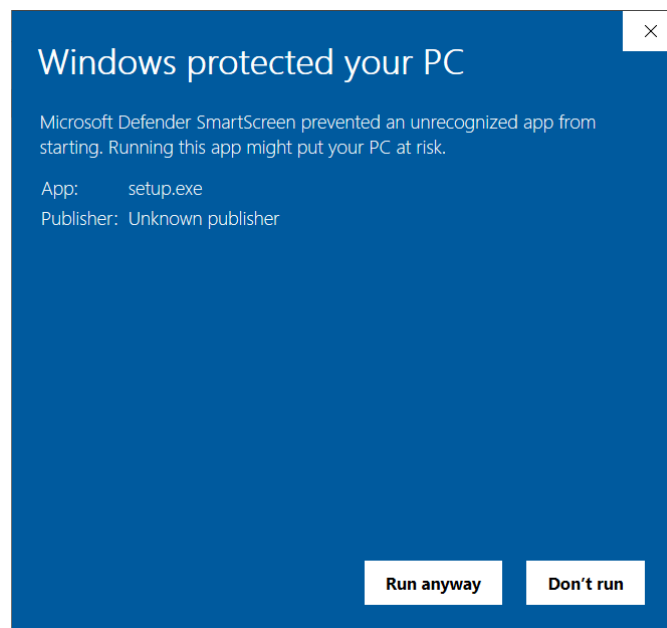 Windows protected your PC
Microsoft Defender SmartScreen prevented an unrecognized app from
starting. Running this app might put your PC at risk.
App: setup.exe
Publisher: Unknown publisher
Run anyway Don’t run